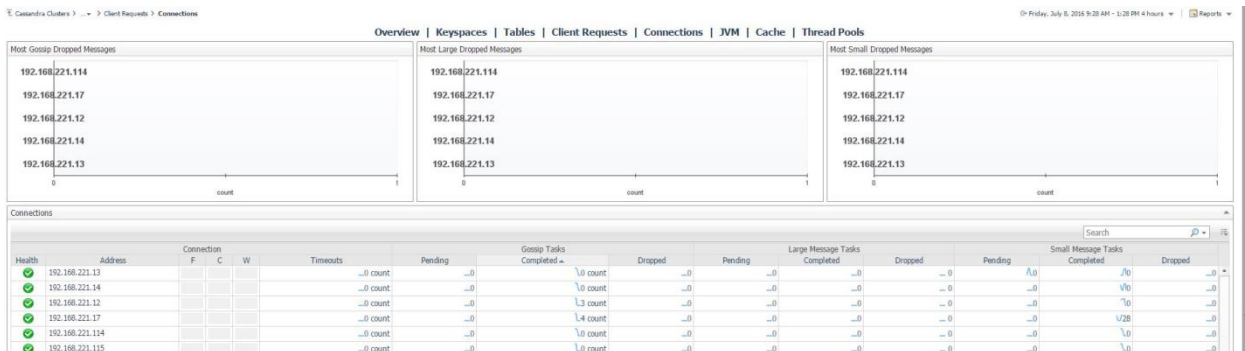 Cassandra Clusters > ... > Client Requests > Connections
Friday, July 8, 2016 9:28 AM - 1:28 PM 4 hours | Reports
Overview | Keyspaces | Tables | Client Requests | Connections | JVM | Cache | Thread Pools
Most Gossip Dropped Messages
192.168.221.114
192.168.221.17
192.168.221.12
192.168.221.14
192.168.221.13
0 1
count
Most Large Dropped Messages
192.168.221.114
192.168.221.17
192.168.221.12
192.168.221.14
192.168.221.13
0 1
count
Most Small Dropped Messages
192.168.221.114
192.168.221.17
192.168.221.12
192.168.221.14
192.168.221.13
0 1
count
Connections
Search
Connection Gossip Tasks Large Message Tasks Small Message Tasks
Health Address F C W Timeouts Pending Completed Dropped Pending Completed Dropped Pending Completed Dropped
192.168.221.13 ...0 count ...0 0 count ...0 ...0 ...0 ... 0 0 0 ...0
192.168.221.14 ...0 count ...0 0 count ...0 ...0 ...0 ... 0 ...0 0 ...0
192.168.221.12 ...0 count ...0 3 count ...0 ...0 ...0 ... 0 ...0 0 ...0
192.168.221.17 ...0 count ...0 4 count ...0 ...0 ...0 ... 0 ...0 28 ...0
192.168.221.114 ...0 count ...0 0 count ...0 ...0 ...0 ... 0 ...0 0 ...0
192.168.221.115 ...0 count ...0 0 count ...0 ...0 ...0 ... 0 ...0 0 ...0